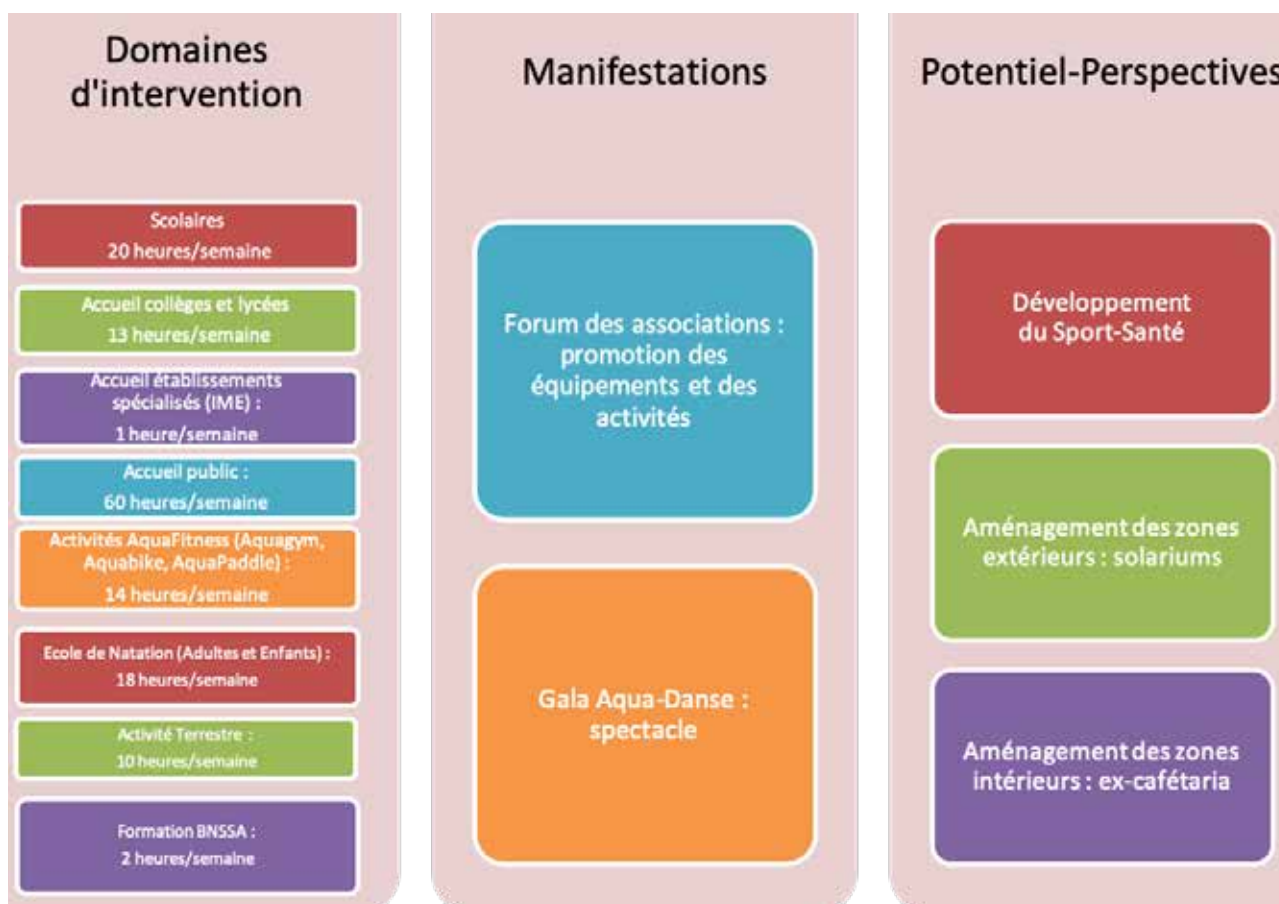 Domaines
d'intervention
Scolaires
20 heures/semaine
Accueil collèges et lycées
13 heures/semaine
Accueil établissements
spécialisés (IME) :
1 heure/semaine
Accueil public :
60 heures/semaine
Activités AquaFitness (Aquagym,
Aquabike, AquaPaddle) :
14 heures/semaine
Ecole de Natation (Adultes et Enfants) :
18 heures/semaine
Activité Terrestre :
10 heures/semaine
Formation BNSSA :
2 heures/semaine
Manifestations
Forum des associations :
promotion des
équipements et des
activités
Gala Aqua-Danse :
spectacle
Potentiel-Perspectives
Développement
du Sport-Santé
Aménagement des zones
extérieurs : solariums
Aménagement des zones
intérieurs : ex-cafétaria